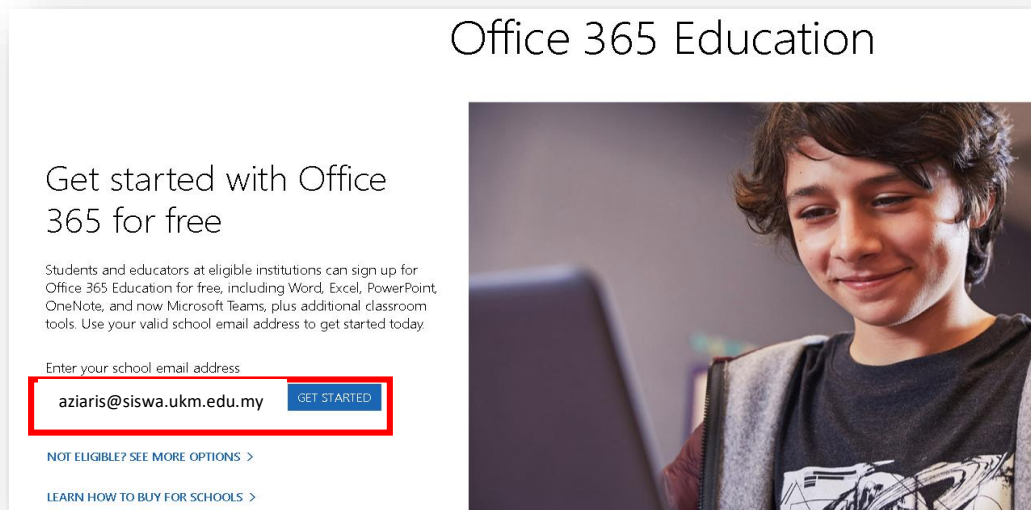 Office 365 Education
Get started with Office
365 for free
Students and educators at eligible institutions can sign up for
Office 365 Education for free, including Word, Excel, PowerPoint,
OneNote, and now Microsoft Teams, plus additional classroom
tools. Use your valid school email address to get started today.
Enter your school email address
aziaris@siswa.ukm.edu.my GET STARTED
NOT ELIGIBLE? SEE MORE OPTIONS >
LEARN HOW TO BUY FOR SCHOOLS >